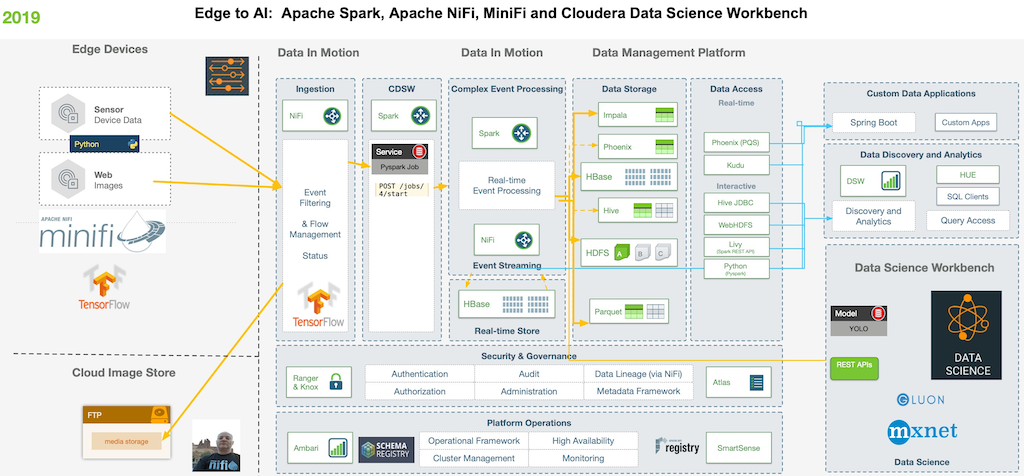 2019
Edge to AI: Apache Spark, Apache NiFi, MiniFi and Cloudera Data Science Workbench
Edge Devices
Sensor
Device Data
Python
Web
Images
APACHE NIFI
minifi
TensorFlow
Cloud Image Store
FTP
media storage
nifi
Data In Motion
Ingestion
NiFi
Event
Filtering
& Flow
Management
Status
TensorFlow
CDSW
Spark
Service
Pyspark Job
POST /jobs/
4/start
Data In Motion
Complex Event Processing
Spark
Real-time
Event Processing
NiFi
Event Streaming
HBase
Real-time Store
Data Management Platform
Data Storage
Impala
Phoenix
HBase
Hive
HDFS
A
B
C
Parquet
Data Access
Real-time
Phoenix (PQS)
Kudu
Interactive
Hive JDBC
WebHDFS
Livy
(Spark REST API)
Python
(Pyspark)
Custom Data Applications
Spring Boot
Custom Apps
Data Discovery and Analytics
DSW
HUE
SQL Clients
Discovery and
Analytics
Query Access
Data Science Workbench
Model
YOLO
REST APIs
DATA
SCIENCE
GLUON
mxnet
Data Science
Security & Governance
Ranger
& Knox
Authentication
Audit
Data Lineage (via NiFi)
Authorization
Administration
Metadata Framework
Atlas
Platform Operations
Ambari
SCHEMA
REGISTRY
Operational Framework
High Availability
Cluster Management
Monitoring
registry
SmartSense